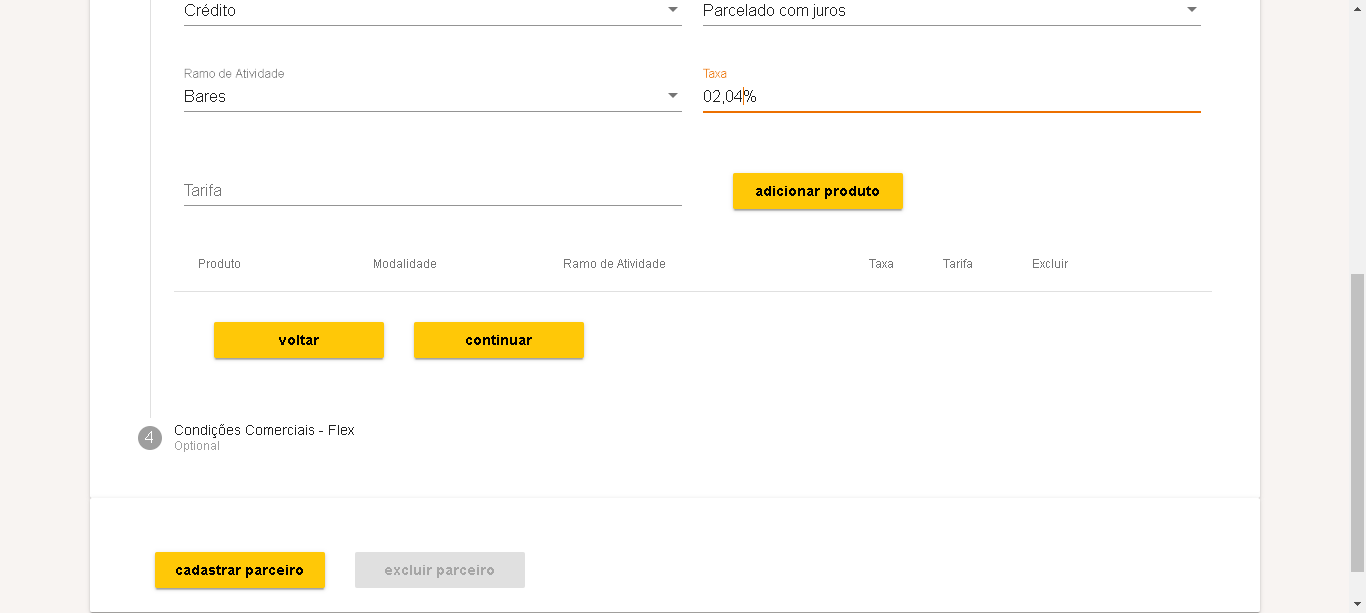 Crédito Parcelado com juros
Ramo de Atividade Taxa
Bares 02,04%
Tarifa adicionar produto
Produto Modalidade Ramo de Atividade Taxa Tarifa Excluir
voltar continuar
4 Condições Comerciais - Flex
Optional
cadastrar parceiro excluir parceiro